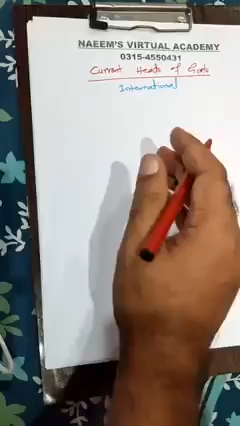 NAEEM'S VIRTUAL ACADEMY
0315-4550431
Current Heads of Govts
International